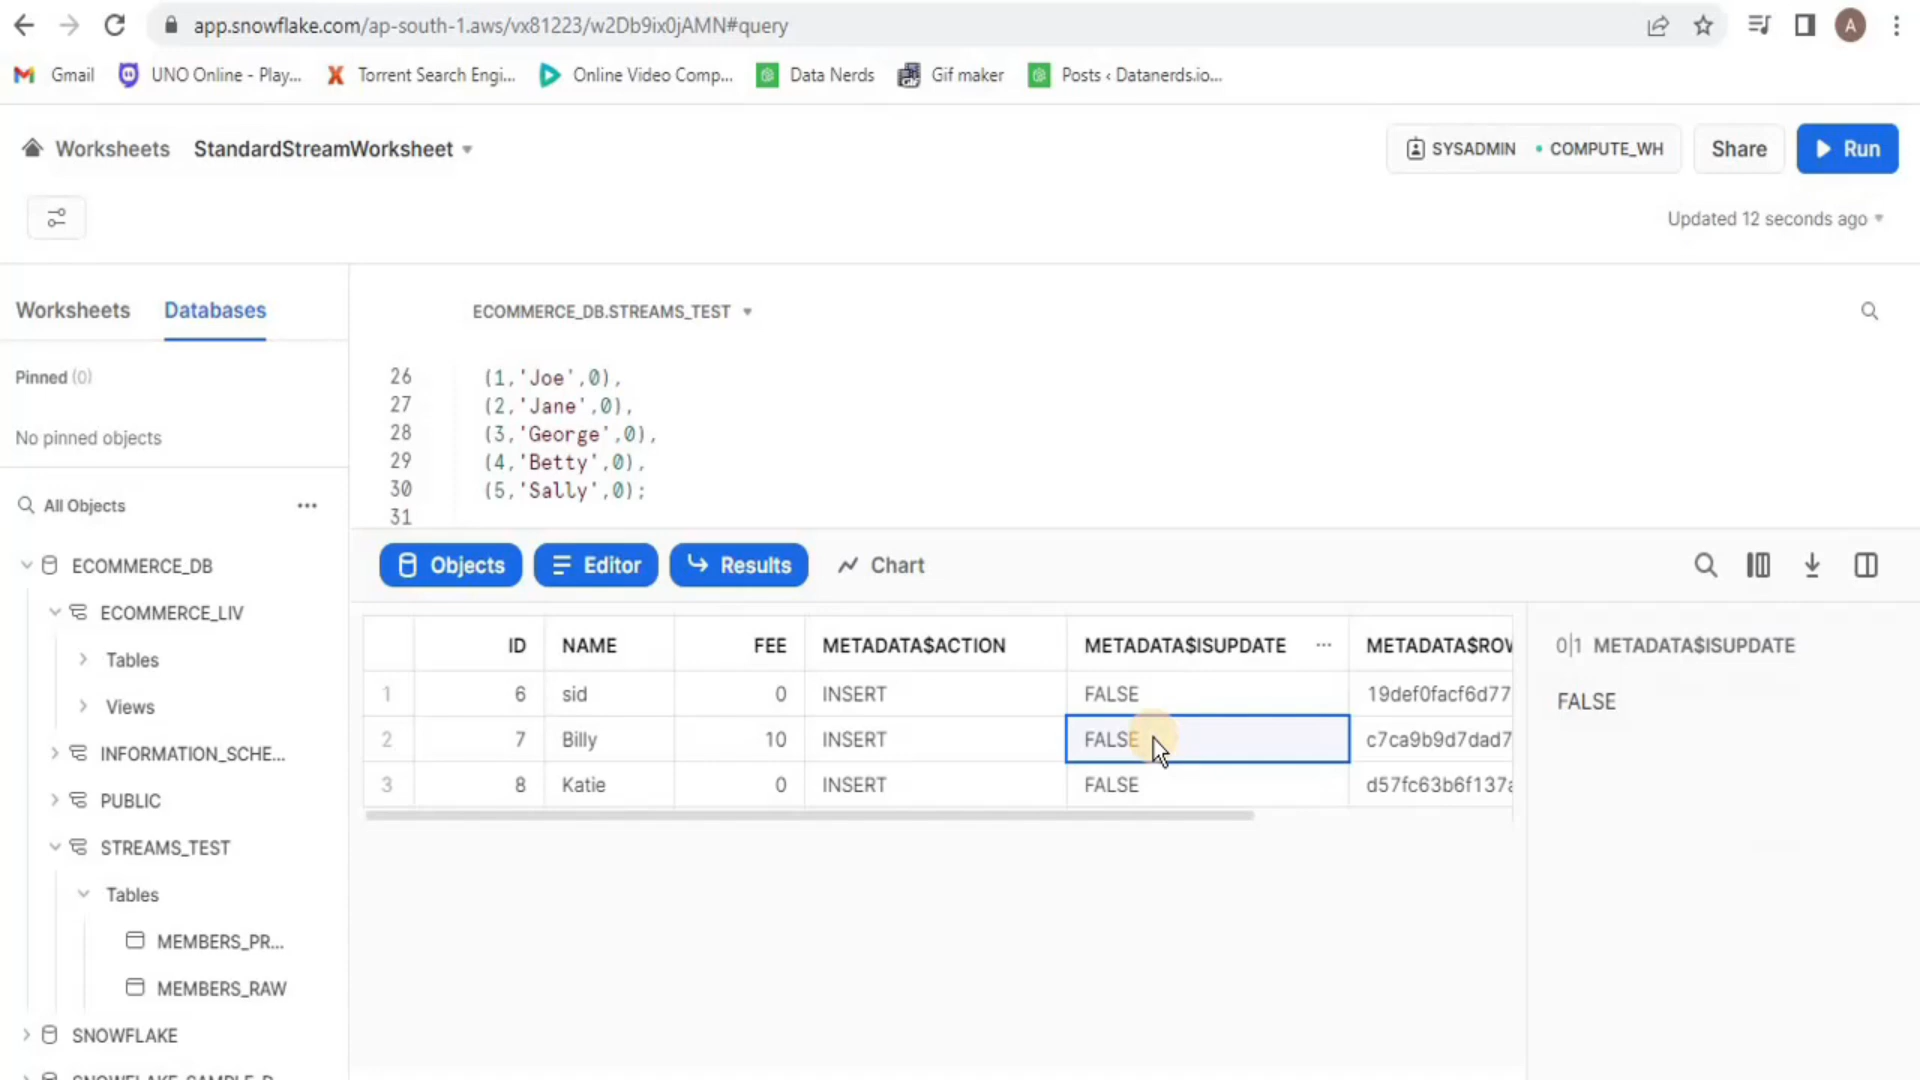 app.snowflake.com/ap-south-1.aws/vx81223/w2Db9ix0jAMN#query
A
Gmail UNO Online - Play... Torrent Search Engi... Online Video Comp... Data Nerds Gif maker Posts ‹ Datanerds.io...
Worksheets StandardStreamWorksheet SYSADMIN • COMPUTE_WH Share Run
Updated 12 seconds ago
Worksheets Databases
ECOMMERCE_DB.STREAMS_TEST
Pinned (0)
No pinned objects
26 (1,'Joe',0),
27 (2,'Jane',0),
28 (3,'George',0),
29 (4,'Betty',0),
30 (5,'Sally',0);
31
All Objects ...
ECOMMERCE_DB
ECOMMERCE_LIV
Tables
Views
INFORMATION_SCHE...
PUBLIC
STREAMS_TEST
Tables
MEMBERS_PR...
MEMBERS_RAW
SNOWFLAKE
Objects Editor Results Chart
ID NAME FEE METADATA$ACTION METADATA$ISUPDATE ... METADATA$ROW
1 6 sid 0 INSERT FALSE 19def0facf6d77
2 7 Billy 10 INSERT FALSE c7ca9b9d7dad7
3 8 Katie 0 INSERT FALSE d57fc63b6f137a
0|1 METADATA$ISUPDATE
FALSE